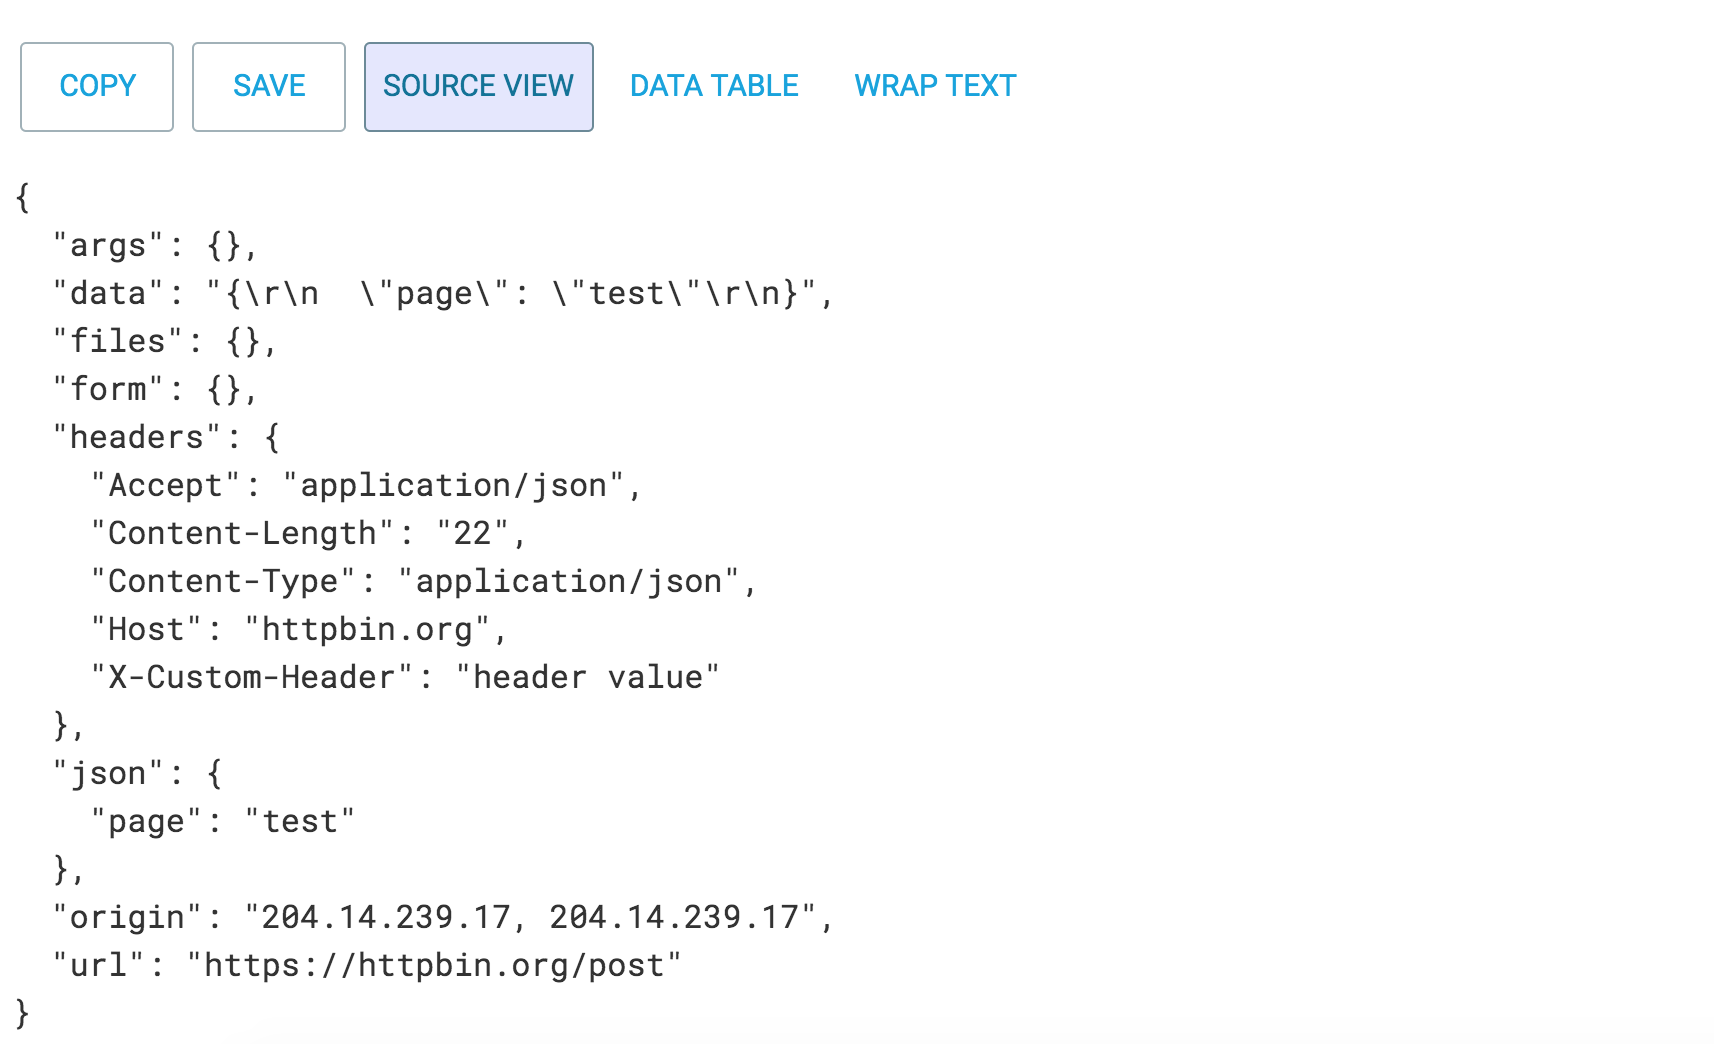 COPY SAVE SOURCE VIEW DATA TABLE WRAP TEXT
{
  "args": {},
  "data": "{\r\n  \"page\": \"test\"\r\n}",
  "files": {},
  "form": {},
  "headers": {
    "Accept": "application/json",
    "Content-Length": "22",
    "Content-Type": "application/json",
    "Host": "httpbin.org",
    "X-Custom-Header": "header value"
  },
  "json": {
    "page": "test"
  },
  "origin": "204.14.239.17, 204.14.239.17",
  "url": "https://httpbin.org/post"
}